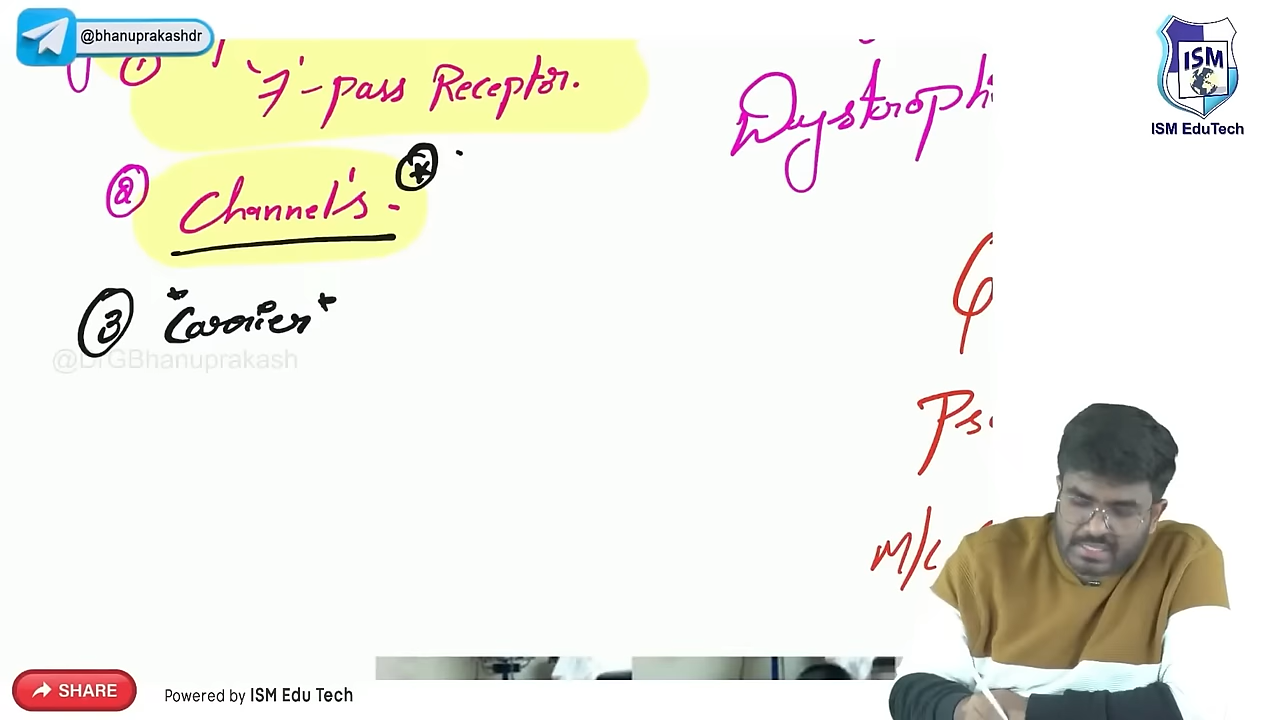 @bhanuprakashdr
ISM
ISM EduTech
①
'7'-pass Receptor.
② Channel's -
③ *Carrier*
@DrGBhanuprakash
Dystroph
m/c
SHARE
Powered by ISM Edu Tech